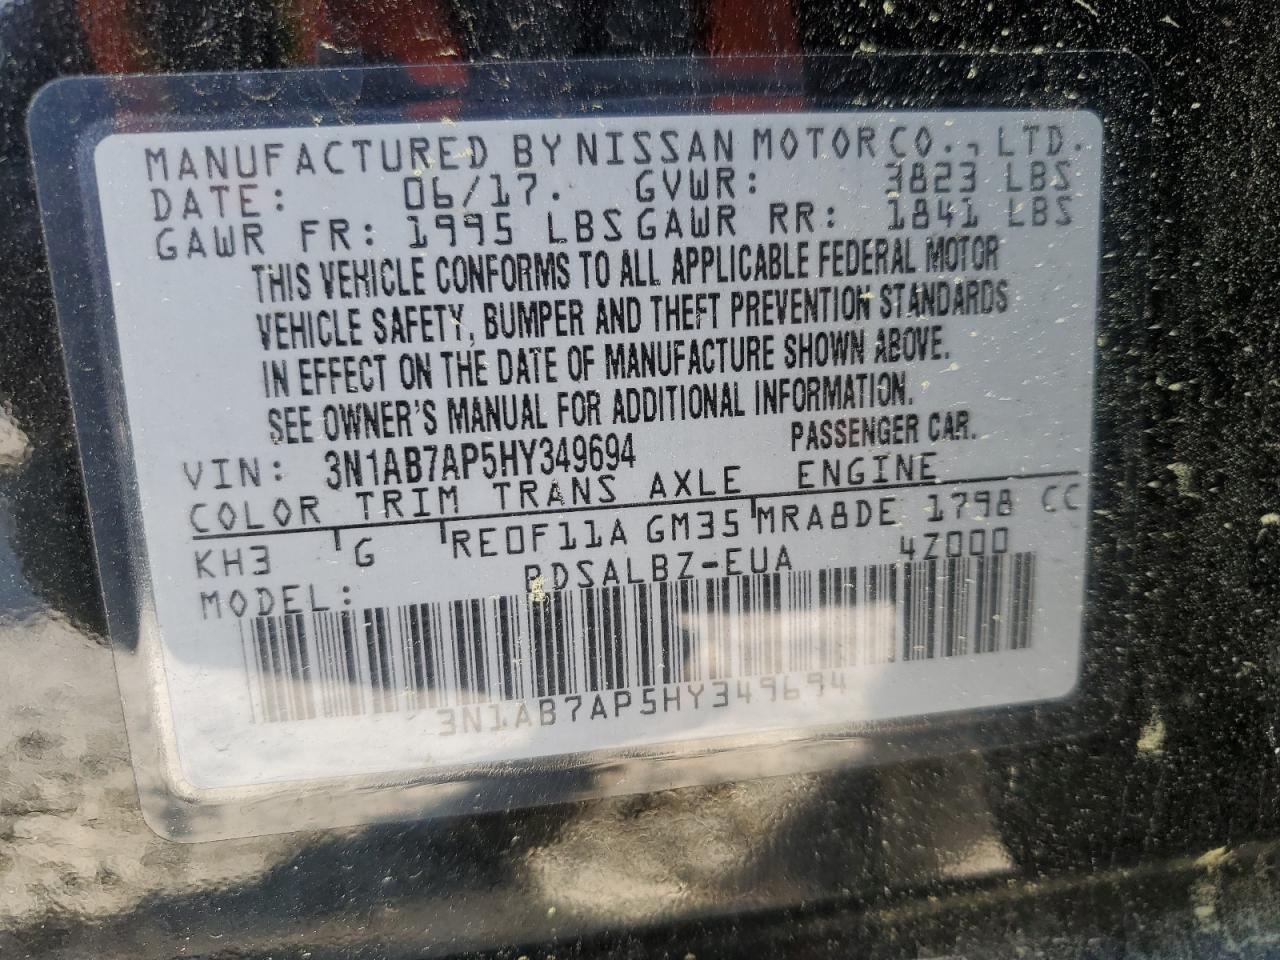 MANUFACTURED BY NISSAN MOTOR CO., LTD.
DATE: 06/17. GVWR: 3823 LBS
GAWR FR: 1995 LBS GAWR RR: 1841 LBS
THIS VEHICLE CONFORMS TO ALL APPLICABLE FEDERAL MOTOR
VEHICLE SAFETY, BUMPER AND THEFT PREVENTION STANDARDS
IN EFFECT ON THE DATE OF MANUFACTURE SHOWN ABOVE.
SEE OWNER'S MANUAL FOR ADDITIONAL INFORMATION.
VIN: 3N1AB7AP5HY349694 PASSENGER CAR.
COLOR TRIM TRANS AXLE ENGINE
KH3 G RE0F11A GM35 MRA8DE 1798 CC
MODEL: BDSALBZ-EUA 4Z000
3N1AB7AP5HY349694